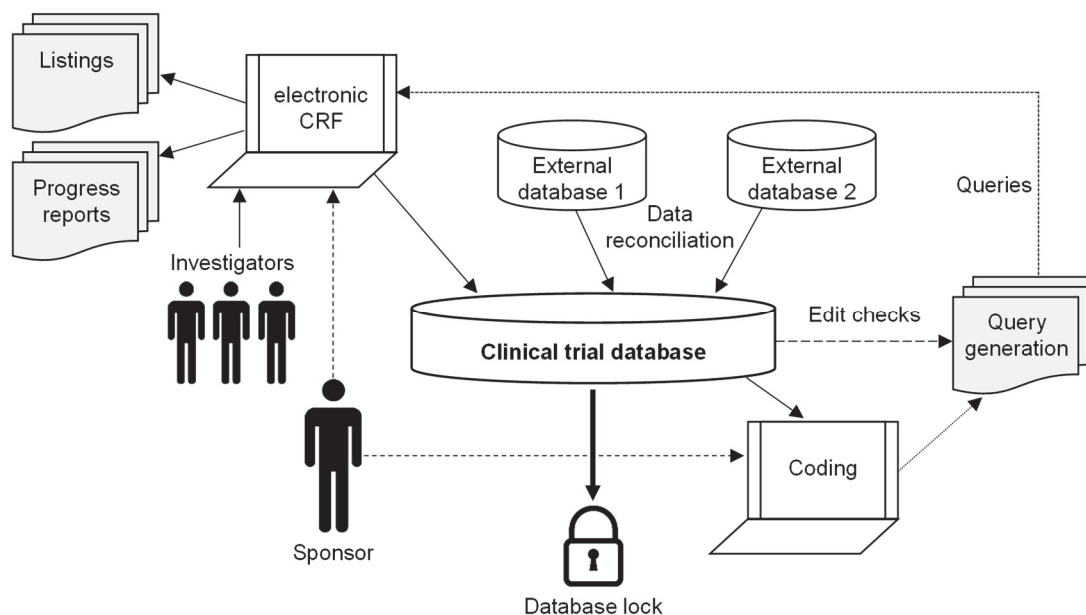 Listings
electronic
CRF
Progress
reports
External
database 1
External
database 2
Queries
Data
reconciliation
Investigators
Edit checks
Query
generation
Clinical trial database
Coding
Sponsor
Database lock